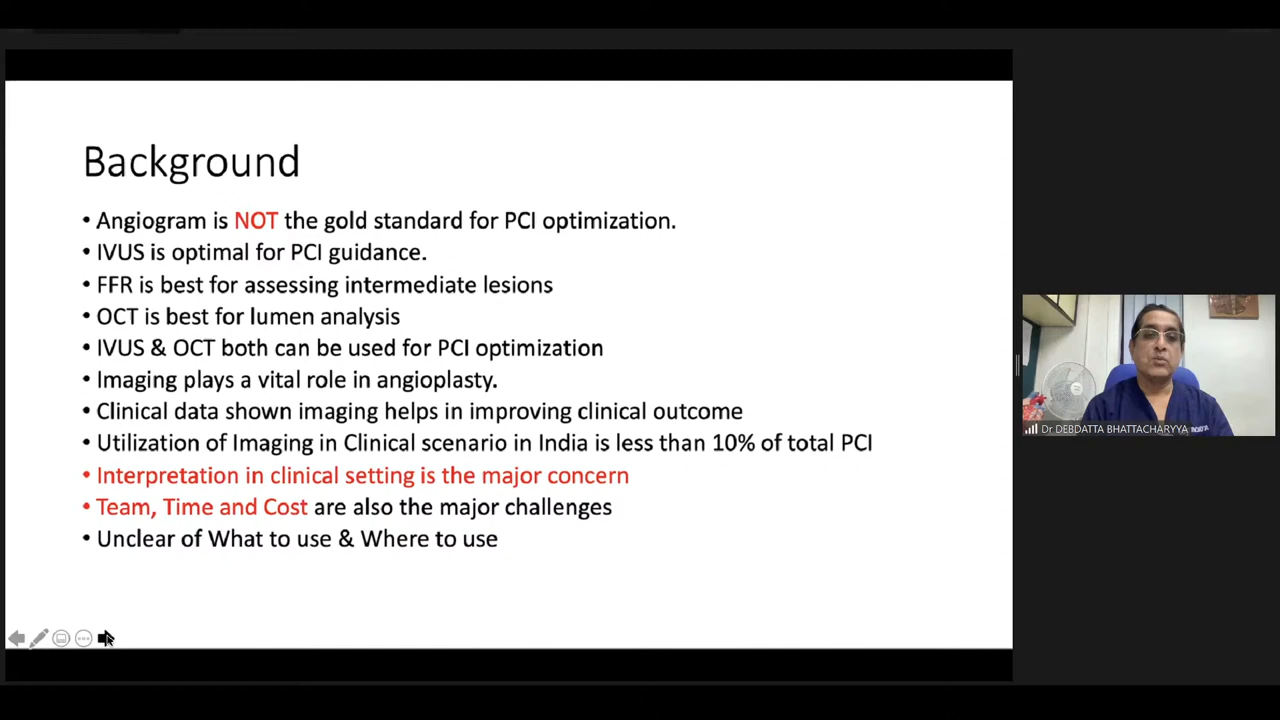 Background
• Angiogram is NOT the gold standard for PCI optimization.
• IVUS is optimal for PCI guidance.
• FFR is best for assessing intermediate lesions
• OCT is best for lumen analysis
• IVUS & OCT both can be used for PCI optimization
• Imaging plays a vital role in angioplasty.
• Clinical data shown imaging helps in improving clinical outcome
• Utilization of Imaging in Clinical scenario in India is less than 10% of total PCI
• Interpretation in clinical setting is the major concern
• Team, Time and Cost are also the major challenges
• Unclear of What to use & Where to use
Dr DEBDATTA BHATTACHARYYA